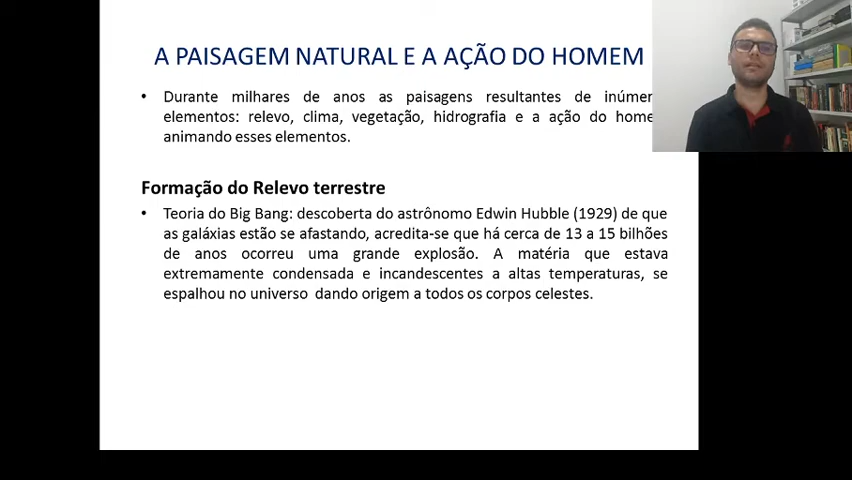 A PAISAGEM NATURAL E A AÇÃO DO HOMEM
• Durante milhares de anos as paisagens resultantes de
elementos: relevo, clima, vegetação, hidrografia e a ação do
animando esses elementos.
Formação do Relevo terrestre
• Teoria do Big Bang: descoberta do astrônomo Edwin Hubble (1929) de que
as galáxias estão se afastando, acredita-se que há cerca de 13 a 15 bilhões
de anos ocorreu uma grande explosão. A matéria que estava
extremamente condensada e incandescentes a altas temperaturas, se
espalhou no universo dando origem a todos os corpos celestes.